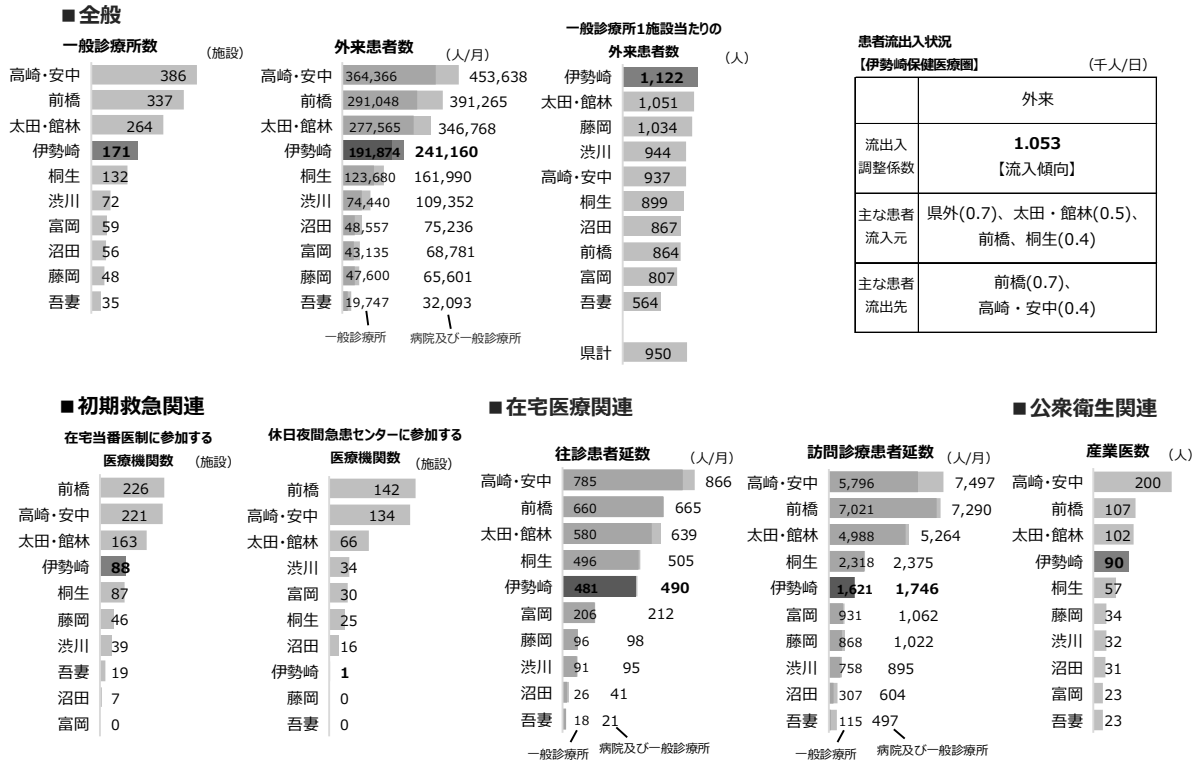 ■全般
一般診療所数 （施設）
高崎・安中 386
前橋 337
太田・館林 264
伊勢崎 171
桐生 132
渋川 72
富岡 59
沼田 56
藤岡 48
吾妻 35
外来患者数 （人/月）
高崎・安中 364,366 453,638
前橋 291,048 391,265
太田・館林 277,565 346,768
伊勢崎 191,874 241,160
桐生 123,680 161,990
渋川 74,440 109,352
沼田 48,557 75,236
富岡 43,135 68,781
藤岡 47,600 65,601
吾妻 19,747 32,093
一般診療所 病院及び一般診療所
一般診療所1施設当たりの
外来患者数 （人）
伊勢崎 1,122
太田・館林 1,051
藤岡 1,034
渋川 944
高崎・安中 937
桐生 899
沼田 867
前橋 864
富岡 807
吾妻 564
県計 950
患者流出入状況
【伊勢崎保健医療圏】 （千人/日）
外来
流出入
調整係数
1.053
【流入傾向】
主な患者
流入元
県外(0.7)、太田・館林(0.5)、
前橋、桐生(0.4)
主な患者
流出先
前橋(0.7)、
高崎・安中(0.4)
■初期救急関連
在宅当番医制に参加する
医療機関数 （施設）
前橋 226
高崎・安中 221
太田・館林 163
伊勢崎 88
桐生 87
藤岡 46
渋川 39
吾妻 19
沼田 7
富岡 0
休日夜間急患センターに参加する
医療機関数 （施設）
前橋 142
高崎・安中 134
太田・館林 66
渋川 34
富岡 30
桐生 25
沼田 16
伊勢崎 1
藤岡 0
吾妻 0
■在宅医療関連
往診患者延数 （人/月）
高崎・安中 785 866
前橋 660 665
太田・館林 580 639
桐生 496 505
伊勢崎 481 490
富岡 206 212
藤岡 96 98
渋川 91 95
沼田 26 41
吾妻 18 21
一般診療所 病院及び一般診療所
訪問診療患者延数 （人/月）
高崎・安中 5,796 7,497
前橋 7,021 7,290
太田・館林 4,988 5,264
桐生 2,318 2,375
伊勢崎 1,621 1,746
富岡 931 1,062
藤岡 868 1,022
渋川 758 895
沼田 307 604
吾妻 115 497
一般診療所 病院及び一般診療所
■公衆衛生関連
産業医数 （人）
高崎・安中 200
前橋 107
太田・館林 102
伊勢崎 90
桐生 57
藤岡 34
渋川 32
沼田 31
富岡 23
吾妻 23